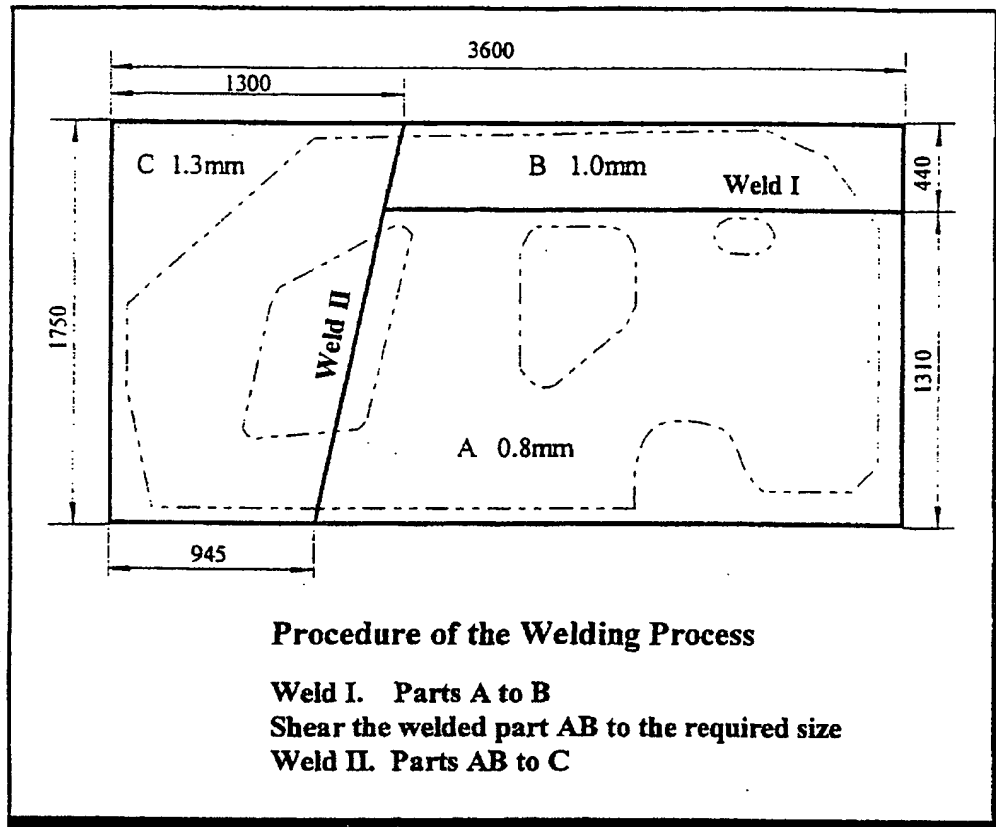 3600
1300
C 1.3mm
B 1.0mm
Weld I
440
1750
Weld II
1310
A 0.8mm
945
Procedure of the Welding Process
Weld I. Parts A to B
Shear the welded part AB to the required size
Weld II. Parts AB to C